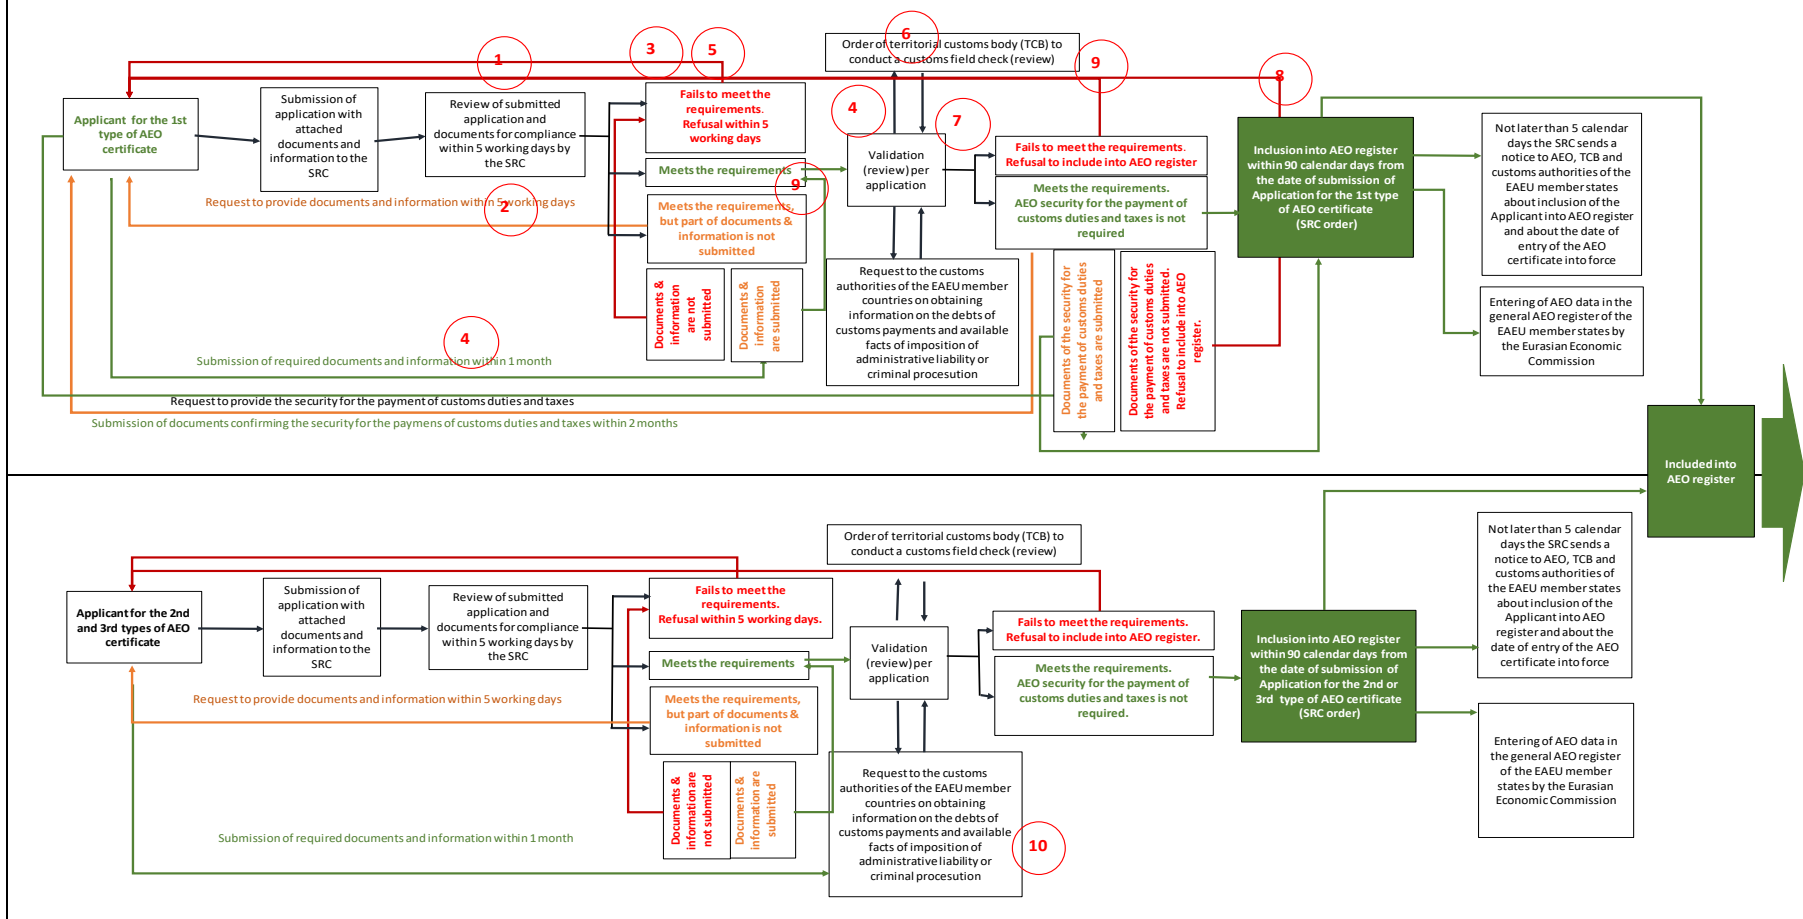 1
3
5
6
9
8
Order of territorial customs body (TCB) to
conduct a customs field check (review)
Applicant for the 1st
type of AEO
certificate
Submission of
application with
attached
documents and
information to the
SRC
Review of submitted
application and
documents for compliance
within 5 working days by
the SRC
Fails to meet the
requirements.
Refusal within 5
working days
Meets the requirements
Meets the requirements,
but part of documents &
information is not
submitted
Documents &
information
are not
submitted
Documents &
information
are submitted
4
7
9
2
4
Validation
(review) per
application
Request to the customs
authorities of the EAEU member
countries on obtaining
information on the debts of
customs payments and available
facts of imposition of
administrative liability or
criminal procesution
Fails to meet the requirements.
Refusal to include into AEO register
Meets the requirements.
AEO security for the payment of
customs duties and taxes is not
required
Documents of the security for
the payment of customs duties
and taxes are submitted
Documents of the security for
the payment of customs duties
and taxes are not submitted.
Refusal to include into AEO
register.
Inclusion into AEO register
within 90 calendar days from
the date of submission of
Application for the 1st type
of AEO certificate
(SRC order)
Not later than 5 calendar
days the SRC sends a
notice to AEO, TCB and
customs authorities of the
EAEU member states
about inclusion of the
Applicant into AEO register
and about the date of
entry of the AEO
certificate into force
Entering of AEO data in the
general AEO register of the
EAEU member states by
the Eurasian Economic
Commission
Request to provide documents and information within 5 working days
Submission of required documents and information within 1 month
Request to provide the security for the payment of customs duties and taxes
Submission of documents confirming the security for the paymens of customs duties and taxes within 2 months
Included into
AEO register
Order of territorial customs body (TCB) to
conduct a customs field check (review)
Applicant for the 2nd
and 3rd types of AEO
certificate
Submission of
application with
attached
documents and
information to the
SRC
Review of submitted
application and
documents for compliance
within 5 working days by
the SRC
Fails to meet the
requirements.
Refusal within 5 working days.
Meets the requirements
Meets the requirements,
but part of documents &
information is not
submitted
Documents &
information are
not submitted
Documents &
information are
submitted
Validation
(review) per
application
Request to the customs
authorities of the EAEU member
countries on obtaining
information on the debts of
customs payments and available
facts of imposition of
administrative liability or
criminal procesution
10
Fails to meet the requirements.
Refusal to include into AEO register.
Meets the requirements.
AEO security for the payment of
customs duties and taxes is not
required.
Inclusion into AEO register
within 90 calendar days from
the date of submission of
Application for the 2nd or
3rd type of AEO certificate
(SRC order)
Not later than 5 calendar
days the SRC sends a
notice to AEO, TCB and
customs authorities of
the EAEU member states
about inclusion of the
Applicant into AEO
register and about the
date of entry of the AEO
certificate into force
Entering of AEO data in
the general AEO register
of the EAEU member
states by the Eurasian
Economic Commission
Request to provide documents and information within 5 working days
Submission of required documents and information within 1 month